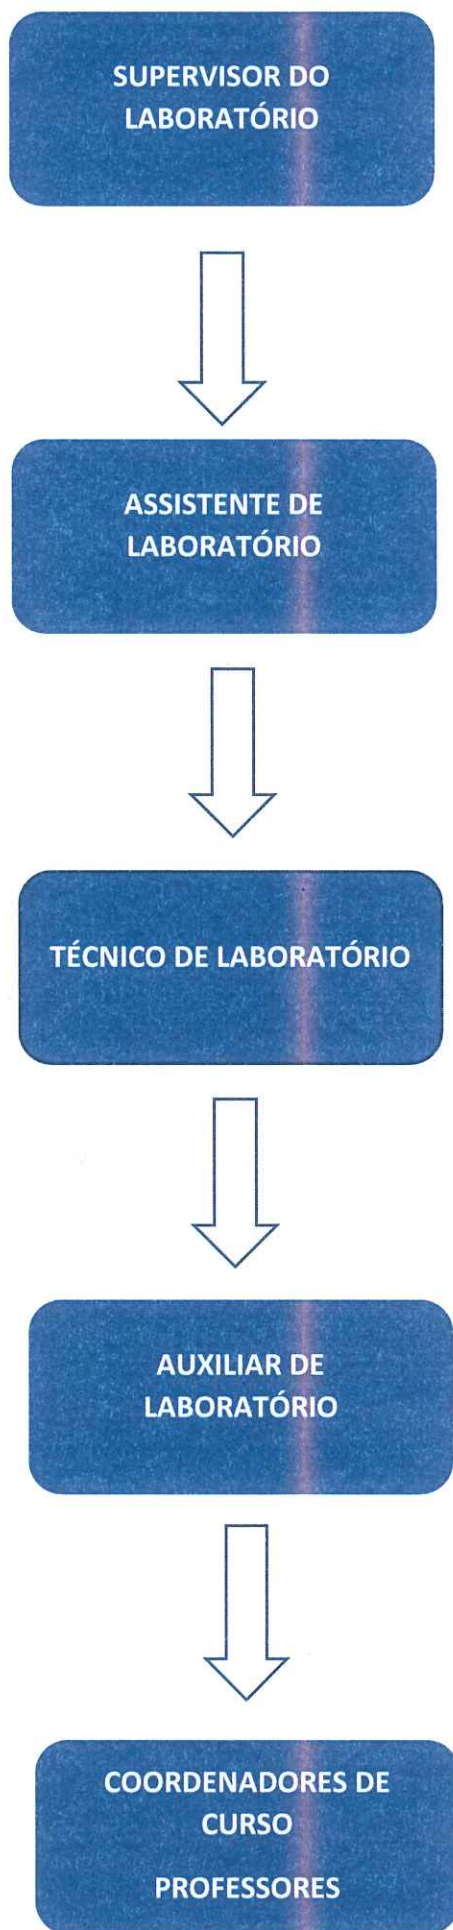 SUPERVISOR DO
LABORATÓRIO
ASSISTENTE DE
LABORATÓRIO
TÉCNICO DE LABORATÓRIO
AUXILIAR DE
LABORATÓRIO
COORDENADORES DE
CURSO
PROFESSORES